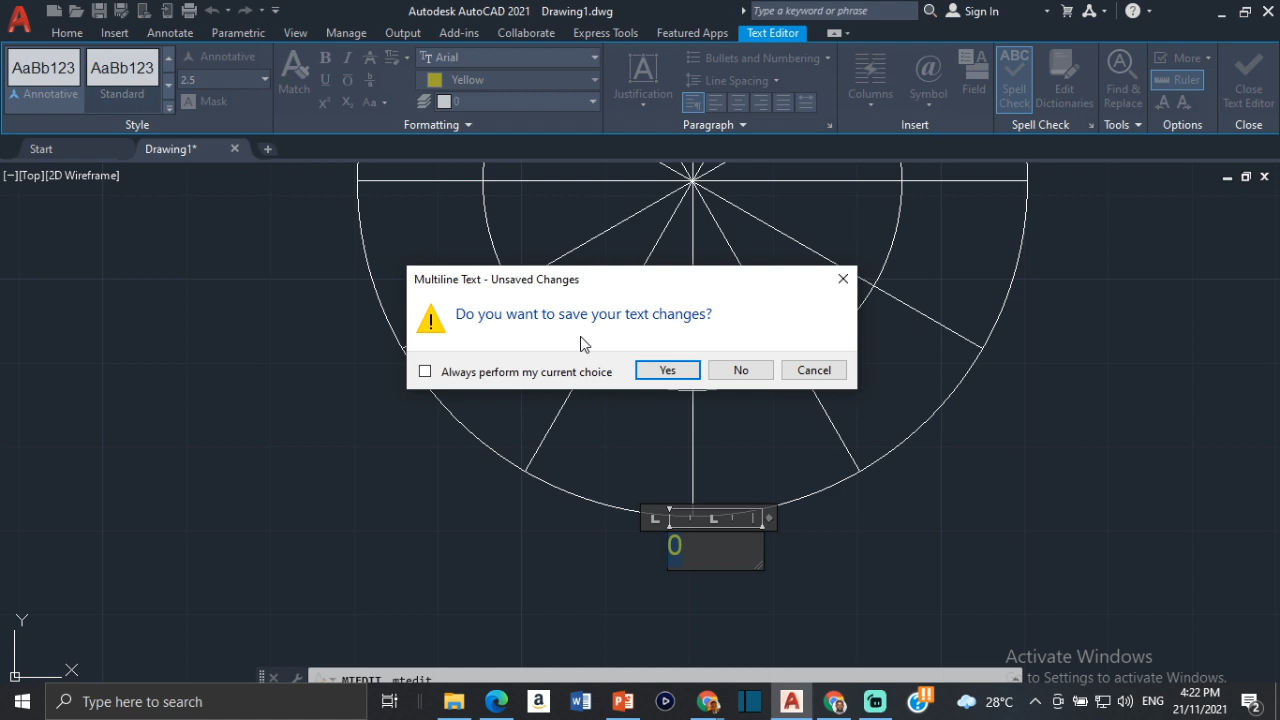 Autodesk AutoCAD 2021 Drawing1.dwg
Type a keyword or phrase
Sign In
Home Insert Annotate Parametric View Manage Output Add-ins Collaborate Express Tools Featured Apps Text Editor
AaBb123 AaBb123
Annotative Standard
Annotative
2.5
Mask
Style
Match
Arial
Yellow
0
Formatting
Justification
Bullets and Numbering
Line Spacing
Paragraph
Columns
Symbol
Field
Insert
ABC
Spell
Check
Edit
Dictionaries
Spell Check
Find &
Replace
Tools
More
Ruler
Options
Close
Text Editor
Close
Start
Drawing1*
[−][Top][2D Wireframe]
Multiline Text - Unsaved Changes
Do you want to save your text changes?
Always perform my current choice
Yes
No
Cancel
0
Y
X
MTEDIT _mtedit
Activate Windows
to Settings to activate Windows.
Type here to search
28°C
ENG
4:22 PM
21/11/2021
2